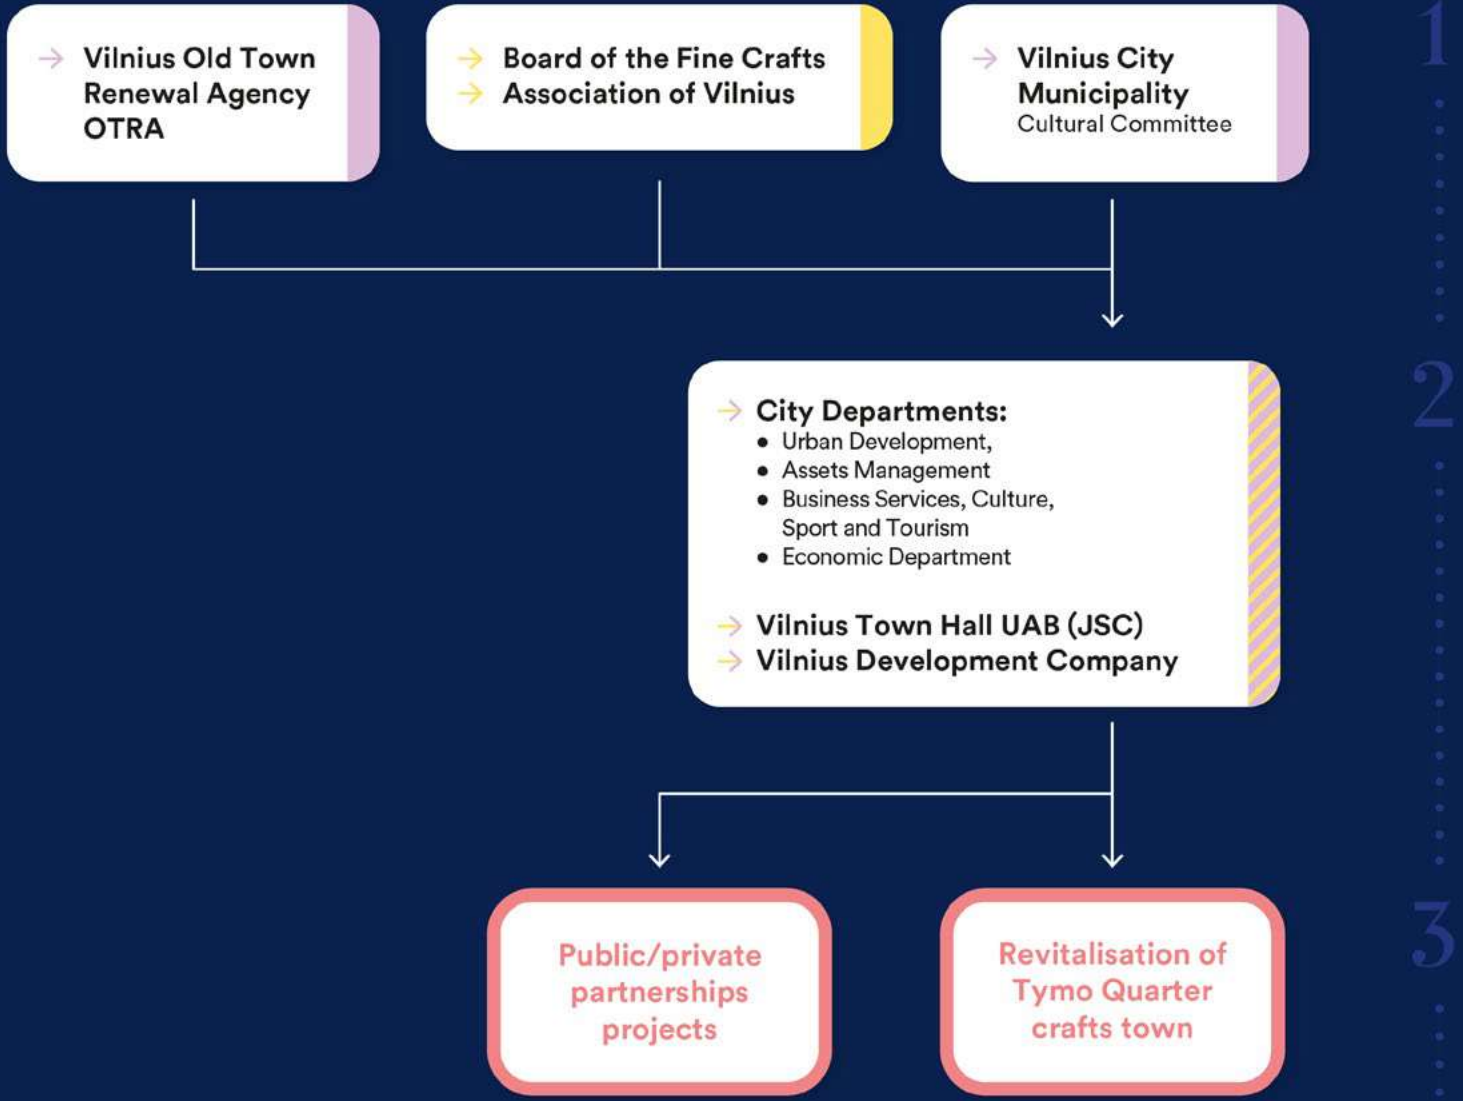 Vilnius Old Town
Renewal Agency
OTRA
Board of the Fine Crafts
Association of Vilnius
Vilnius City
Municipality
Cultural Committee
1
City Departments:
• Urban Development,
• Assets Management
• Business Services, Culture,
Sport and Tourism
• Economic Department
Vilnius Town Hall UAB (JSC)
Vilnius Development Company
2
Public/private
partnerships
projects
Revitalisation of
Tymo Quarter
crafts town
3